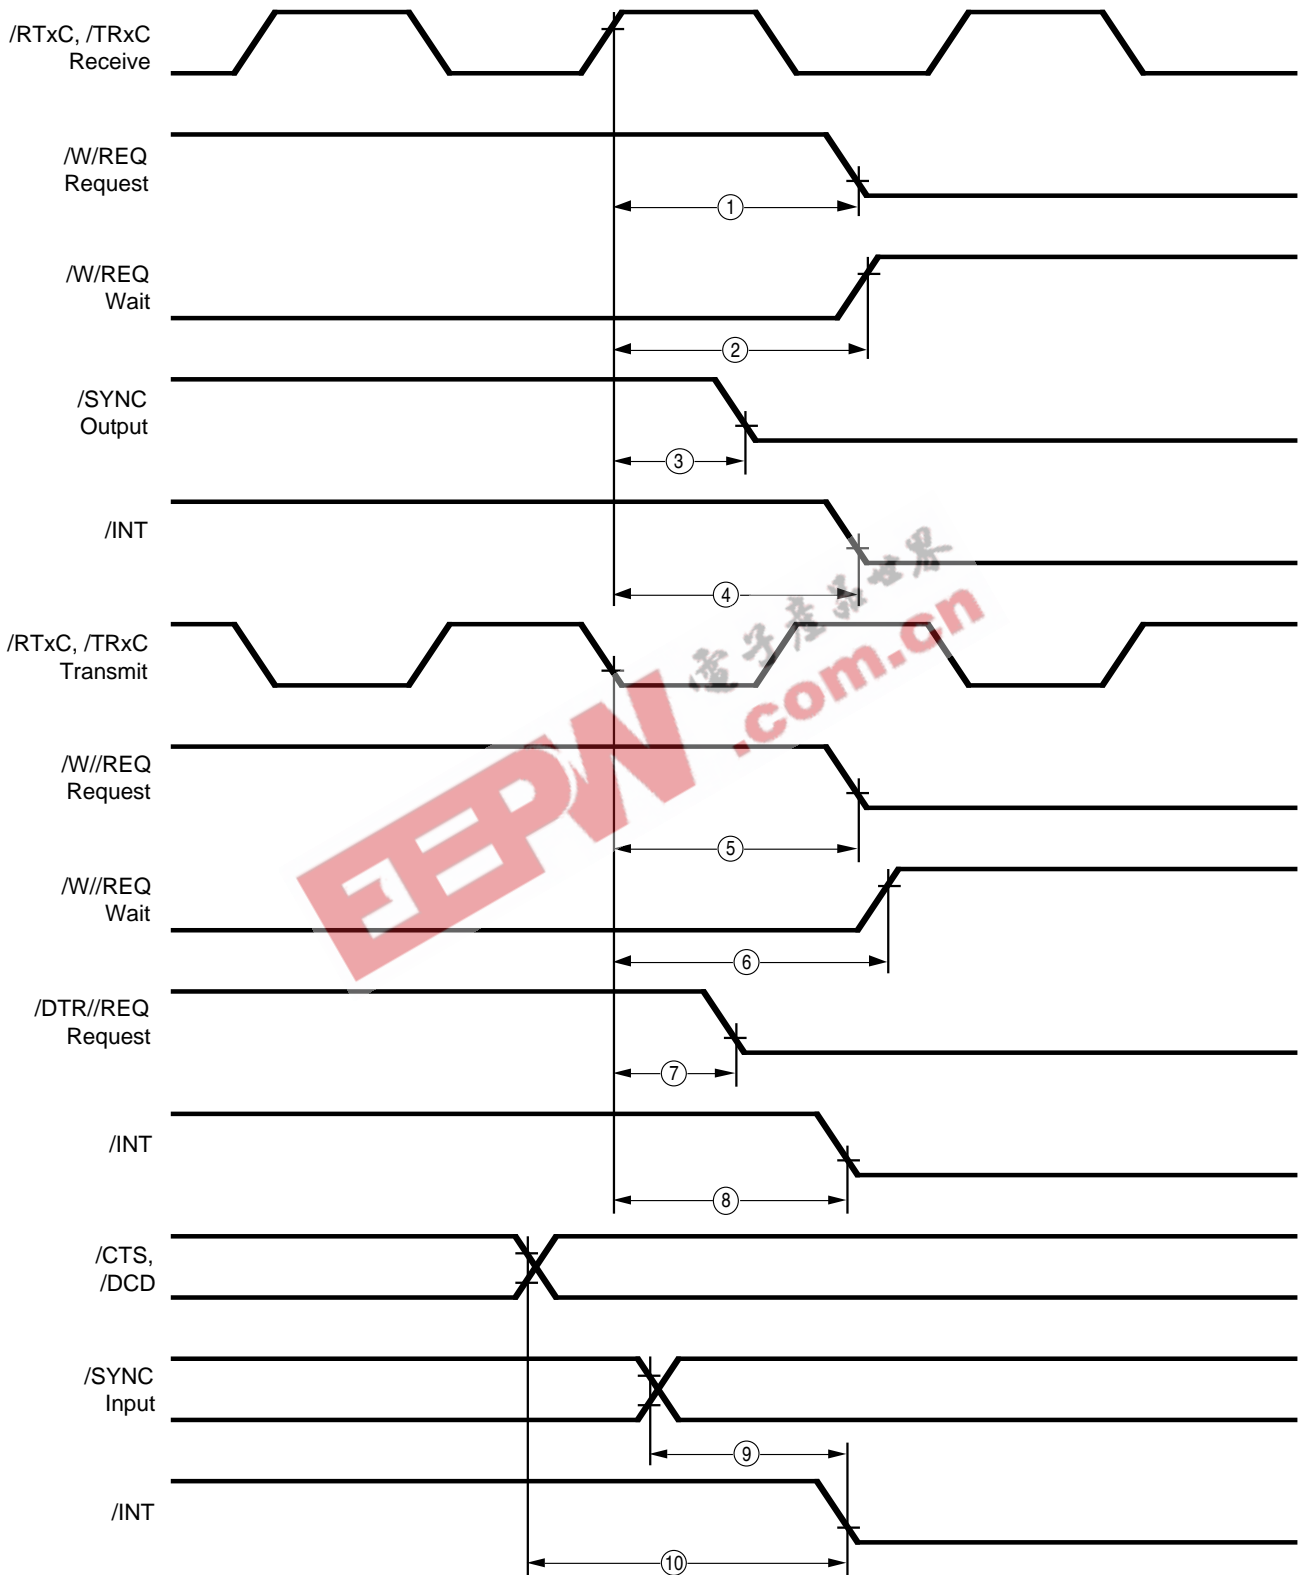 /RTxC, /TRxC
Receive
/W/REQ
Request
1
/W/REQ
Wait
2
/SYNC
Output
3
/INT
4
電子産品世界
.com.cn
EEPW
/RTxC, /TRxC
Transmit
/W//REQ
Request
5
/W//REQ
Wait
6
/DTR//REQ
Request
7
/INT
8
/CTS,
/DCD
/SYNC
Input
9
/INT
10